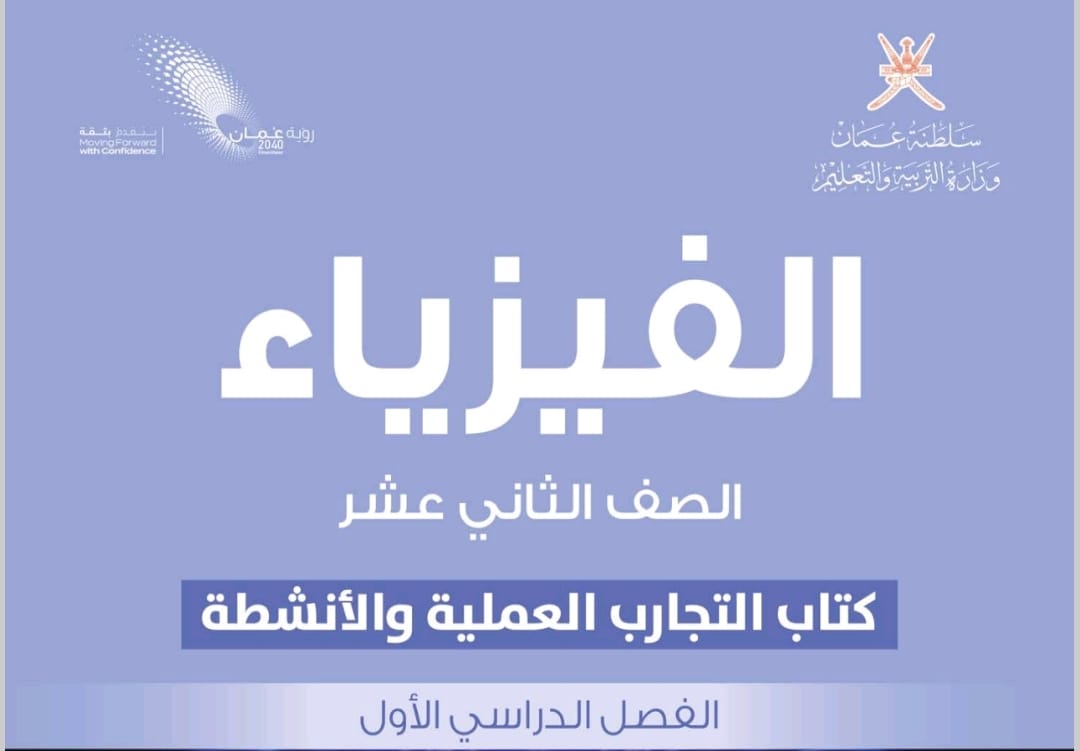 سلطنة عمان
وزارة التربية والتعليم
رؤية عمان
2040
نتقدم بثقة
Moving Forward
with Confidence
الفيزياء
الصف الثاني عشر
كتاب التجارب العملية والأنشطة
الفصل الدراسي الأول